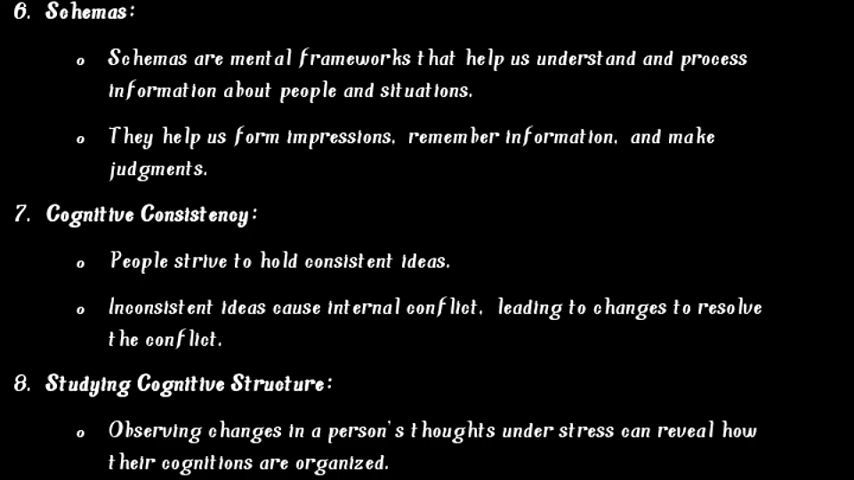 6. Schemas:
o Schemas are mental frameworks that help us understand and process
information about people and situations.
o They help us form impressions, remember information, and make
judgments.
7. Cognitive Consistency:
o People strive to hold consistent ideas.
o Inconsistent ideas cause internal conflict, leading to changes to resolve
the conflict.
8. Studying Cognitive Structure:
o Observing changes in a person's thoughts under stress can reveal how
their cognitions are organized.